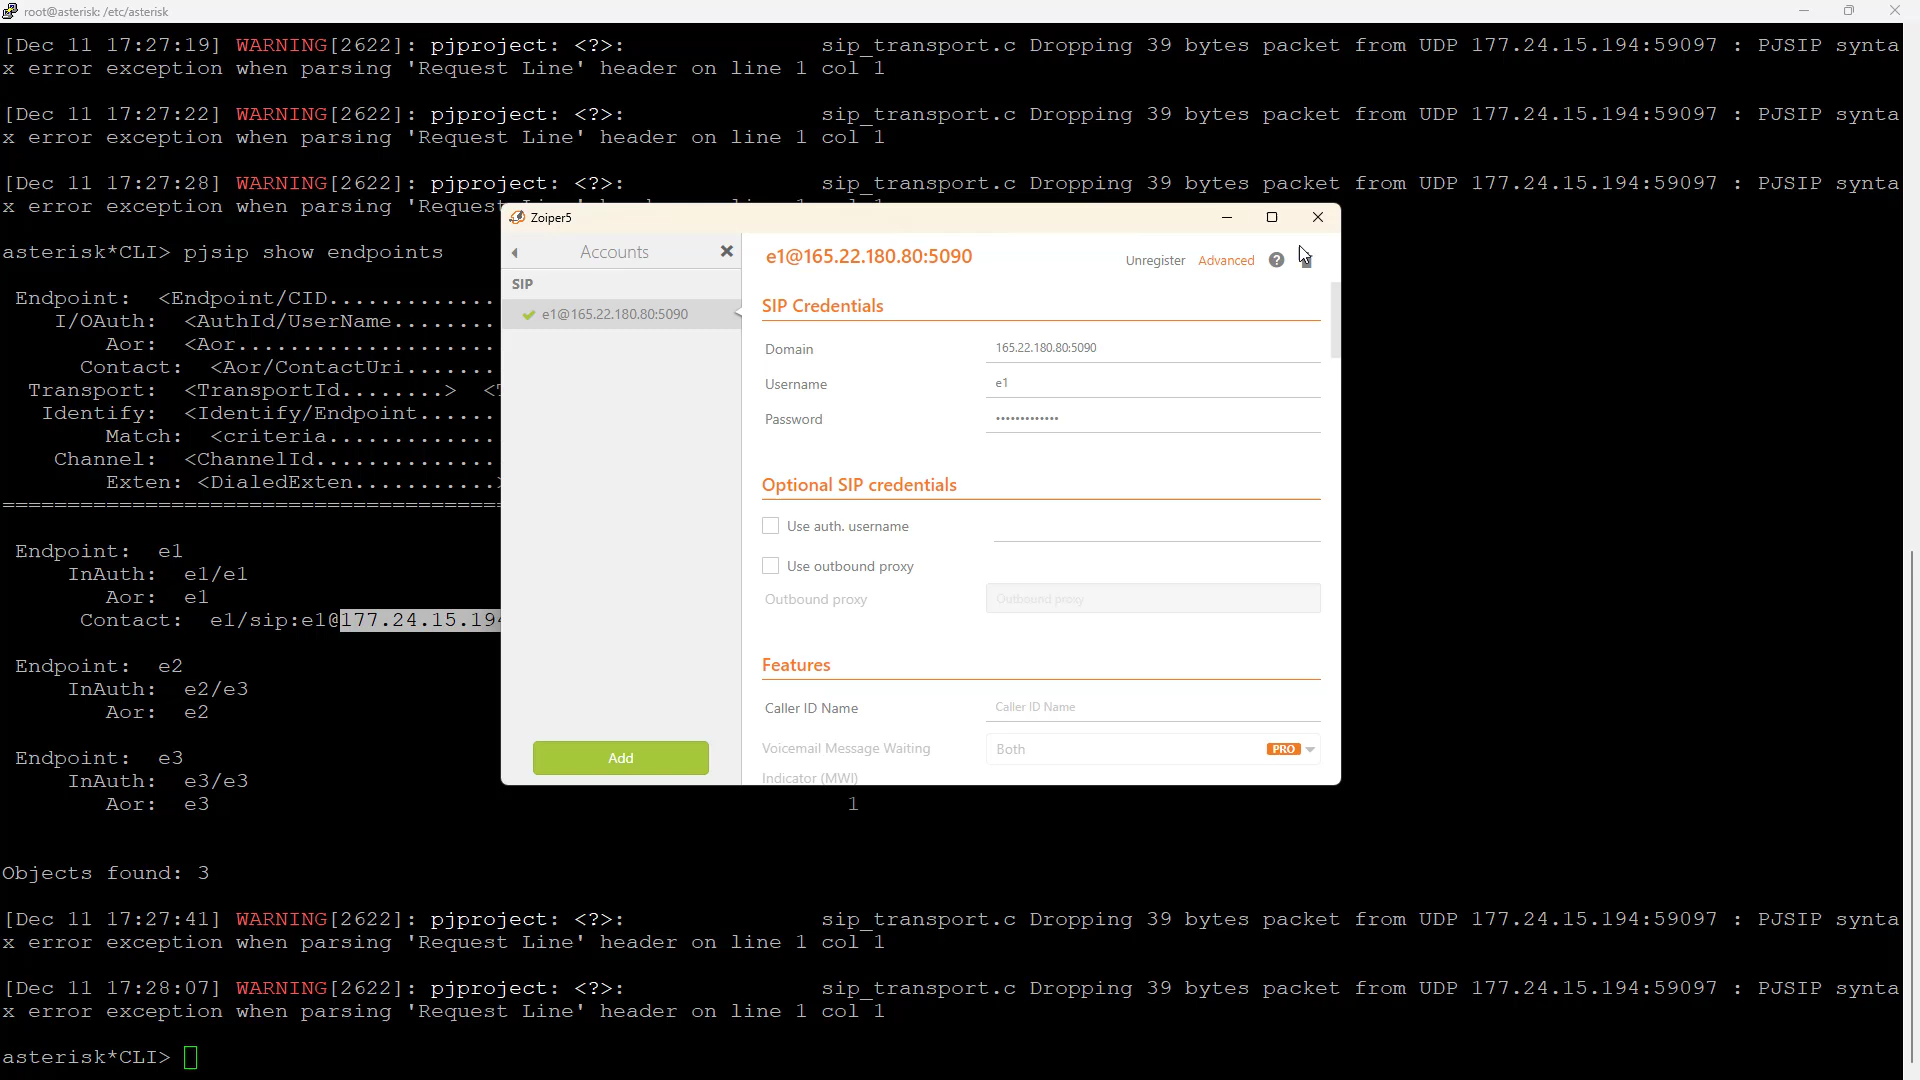 root@asterisk: /etc/asterisk
[Dec 11 17:27:19] WARNING[2622]: pjproject: <?>: sip_transport.c Dropping 39 bytes packet from UDP 177.24.15.194:59097 : PJSIP synta
x error exception when parsing 'Request Line' header on line 1 col 1
[Dec 11 17:27:22] WARNING[2622]: pjproject: <?>: sip_transport.c Dropping 39 bytes packet from UDP 177.24.15.194:59097 : PJSIP synta
x error exception when parsing 'Request Line' header on line 1 col 1
[Dec 11 17:27:28] WARNING[2622]: pjproject: <?>: sip_transport.c Dropping 39 bytes packet from UDP 177.24.15.194:59097 : PJSIP synta
x error exception when parsing 'Request
asterisk*CLI> pjsip show endpoints
Endpoint: <Endpoint/CID.............
I/OAuth: <AuthId/UserName........
Aor: <Aor....................
Contact: <Aor/ContactUri.......
Transport: <TransportId........> <
Identify: <Identify/Endpoint......
Match: <criteria.............
Channel: <ChannelId..............
Exten: <DialedExten...........>
==========================================
Endpoint: e1
InAuth: e1/e1
Aor: e1
Contact: e1/sip:e1@177.24.15.194
Endpoint: e2
InAuth: e2/e3
Aor: e2
Endpoint: e3
InAuth: e3/e3
Aor: e3
1
Objects found: 3
[Dec 11 17:27:41] WARNING[2622]: pjproject: <?>: sip_transport.c Dropping 39 bytes packet from UDP 177.24.15.194:59097 : PJSIP synta
x error exception when parsing 'Request Line' header on line 1 col 1
[Dec 11 17:28:07] WARNING[2622]: pjproject: <?>: sip_transport.c Dropping 39 bytes packet from UDP 177.24.15.194:59097 : PJSIP synta
x error exception when parsing 'Request Line' header on line 1 col 1
asterisk*CLI>
Zoiper5
Accounts
SIP
e1@165.22.180.80:5090
Add
e1@165.22.180.80:5090
Unregister Advanced ?
SIP Credentials
Domain 165.22.180.80:5090
Username e1
Password •••••••••••••
Optional SIP credentials
Use auth. username
Use outbound proxy
Outbound proxy Outbound proxy
Features
Caller ID Name Caller ID Name
Voicemail Message Waiting Both PRO
Indicator (MWI)